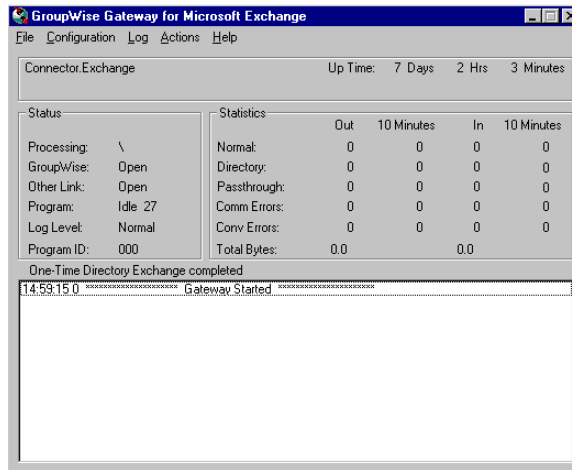 GroupWise Gateway for Microsoft Exchange
File Configuration Log Actions Help
Connector.Exchange Up Time: 7 Days 2 Hrs 3 Minutes
Status Statistics
Out 10 Minutes In 10 Minutes
Processing: \ Normal: 0 0 0 0
GroupWise: Open Directory: 0 0 0 0
Other Link: Open Passthrough: 0 0 0 0
Program: Idle 27 Comm Errors: 0 0 0 0
Log Level: Normal Conv Errors: 0 0 0 0
Program ID: 000 Total Bytes: 0.0 0.0
One-Time Directory Exchange completed
14:59:15 0 ******************** Gateway Started *********************